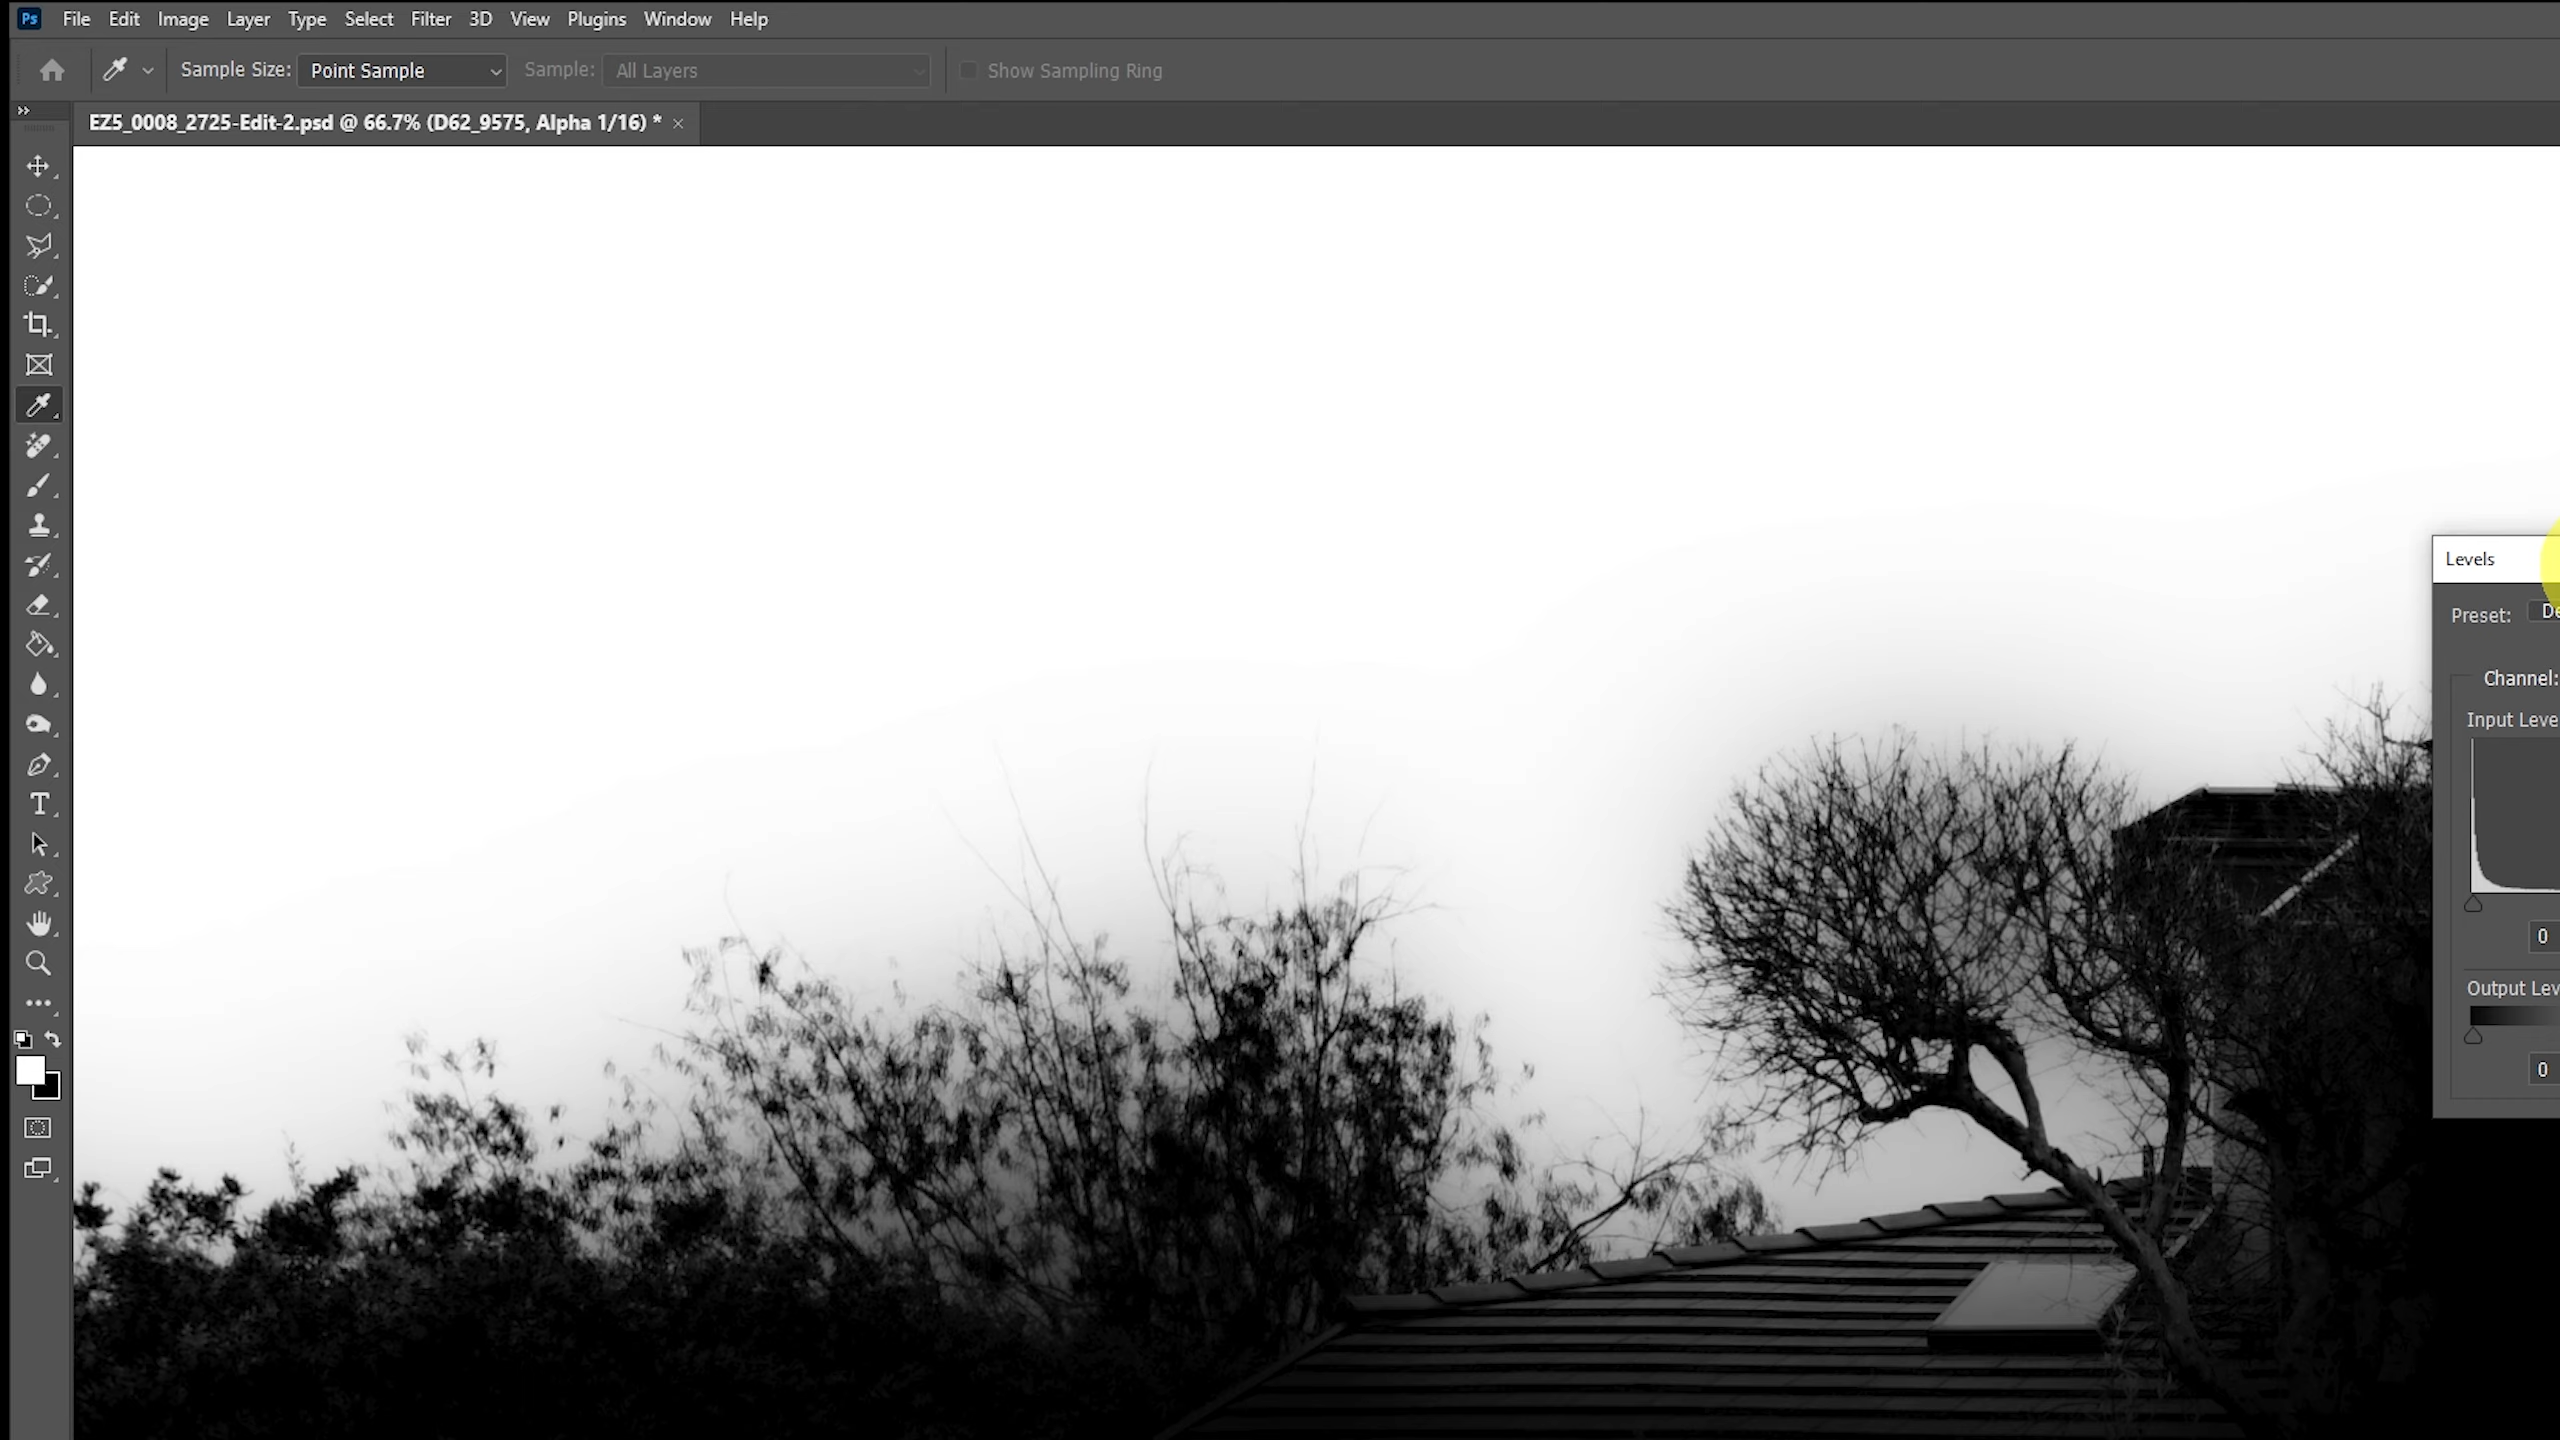 Ps File Edit Image Layer Type Select Filter 3D View Plugins Window Help
Sample Size: Point Sample Sample: All Layers Show Sampling Ring
EZ5_0008_2725-Edit-2.psd @ 66.7% (D62_9575, Alpha 1/16) * ×
Levels
Preset: De
Channel:
Input Leve
0
Output Lev
0